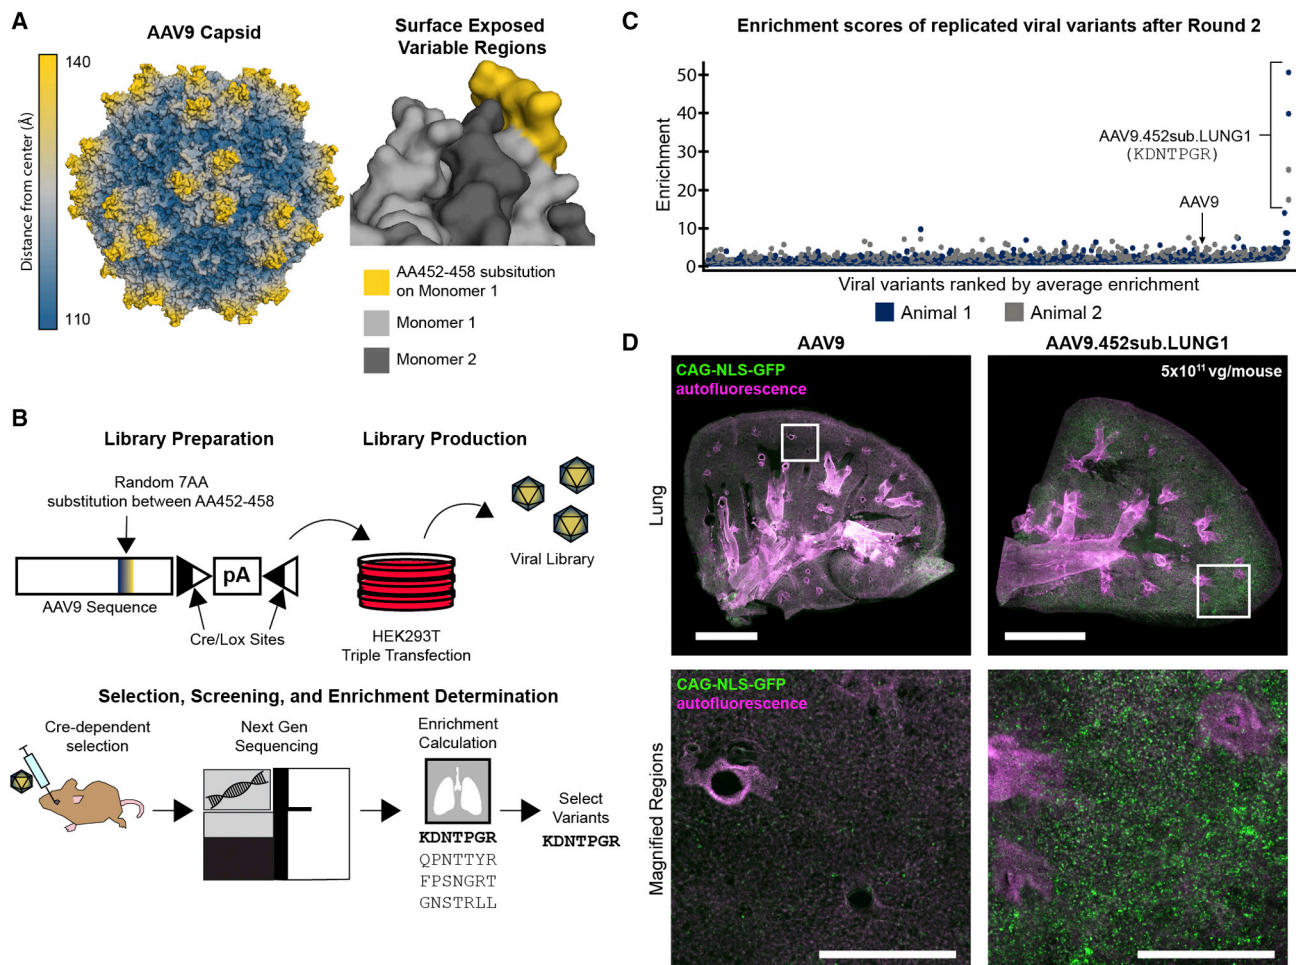 A
AAV9 Capsid
140
Distance from center (Å)
110
Surface Exposed
Variable Regions
AA452-458 subsitution
on Monomer 1
Monomer 1
Monomer 2
B
Library Preparation
Random 7AA
substitution between AA452-458
AAV9 Sequence
pA
Cre/Lox Sites
Library Production
HEK293T
Triple Transfection
Viral Library
Selection, Screening, and Enrichment Determination
Cre-dependent
selection
Next Gen
Sequencing
Enrichment
Calculation
KDNTPGR
QPNTTYR
FPSNGRT
GNSTRLL
Select
Variants
KDNTPGR
C
Enrichment scores of replicated viral variants after Round 2
Enrichment
50
40
30
20
10
0
AAV9.452sub.LUNG1
(KDNTPGR)
AAV9
Viral variants ranked by average enrichment
Animal 1
Animal 2
D
AAV9
AAV9.452sub.LUNG1
Lung
CAG-NLS-GFP
autofluorescence
5x10¹¹ vg/mouse
Magnified Regions
CAG-NLS-GFP
autofluorescence